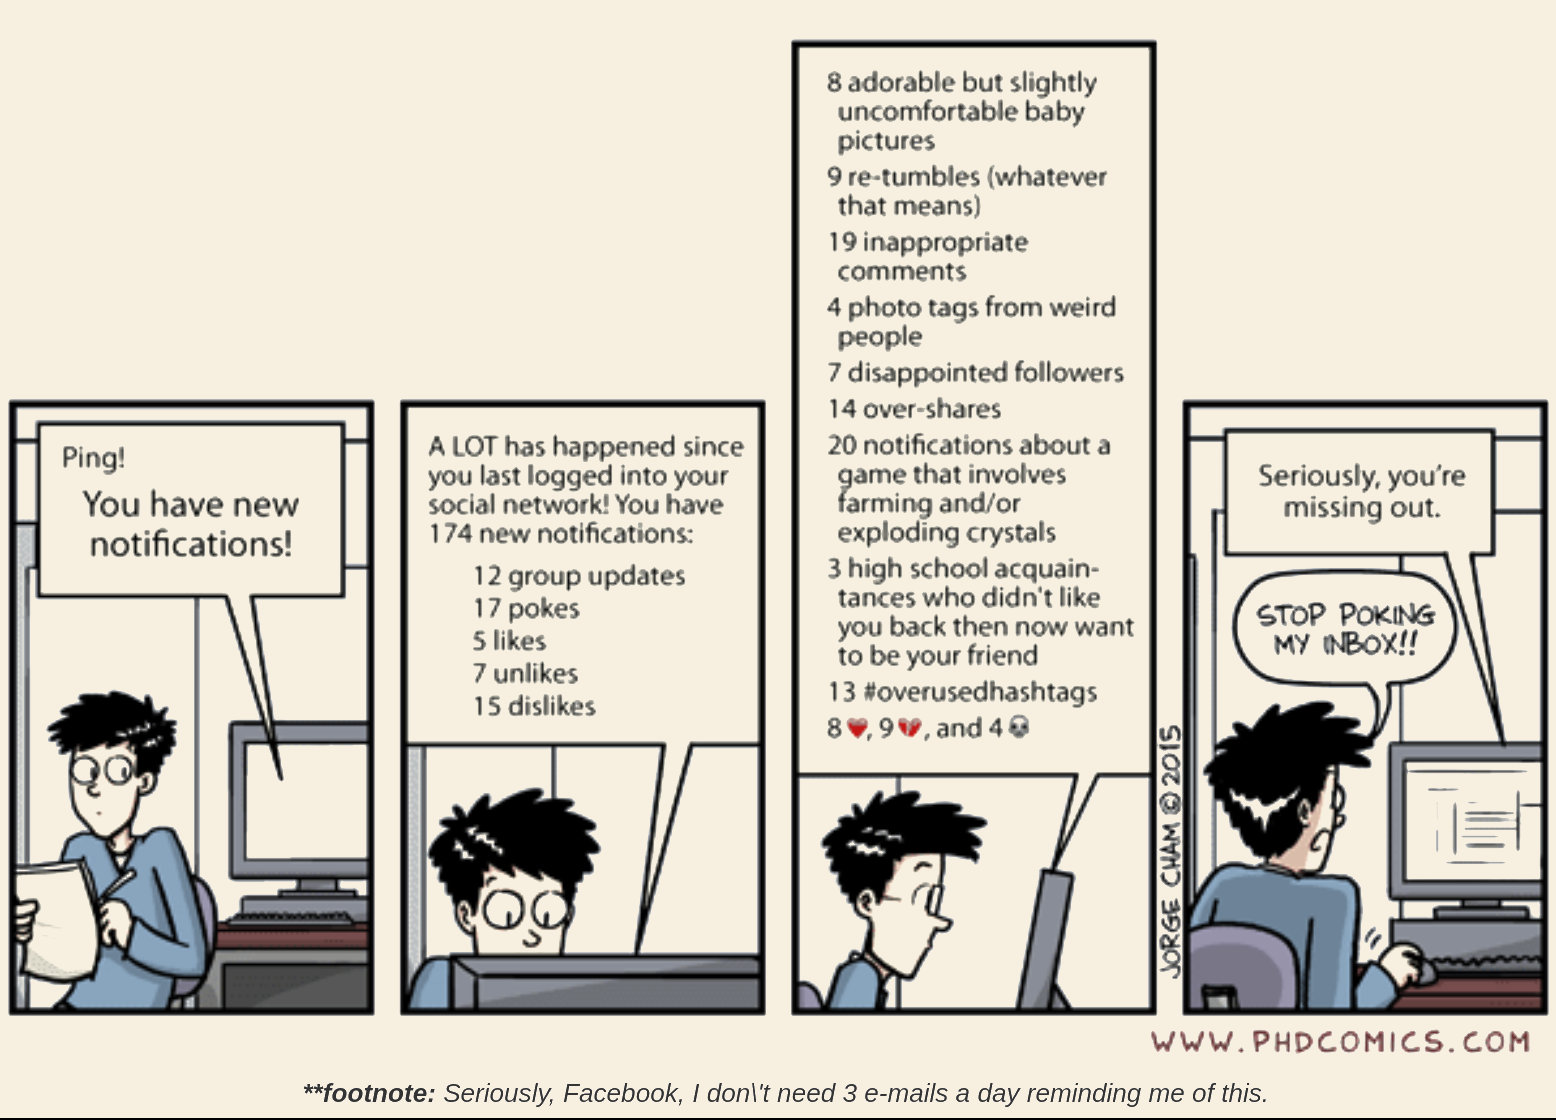 Ping!
You have new
notifications!
A LOT has happened since
you last logged into your
social network! You have
174 new notifications:
12 group updates
17 pokes
5 likes
7 unlikes
15 dislikes
8 adorable but slightly
uncomfortable baby
pictures
9 re-tumbles (whatever
that means)
19 inappropriate
comments
4 photo tags from weird
people
7 disappointed followers
14 over-shares
20 notifications about a
game that involves
farming and/or
exploding crystals
3 high school acquain-
tances who didn't like
you back then now want
to be your friend
13 #overusedhashtags
8 ❤, 9 💔, and 4 💀
Seriously, you're
missing out.
STOP POKING
MY INBOX!!
JORGE CHAM © 2015
WWW.PHDCOMICS.COM
**footnote: Seriously, Facebook, I don\'t need 3 e-mails a day reminding me of this.